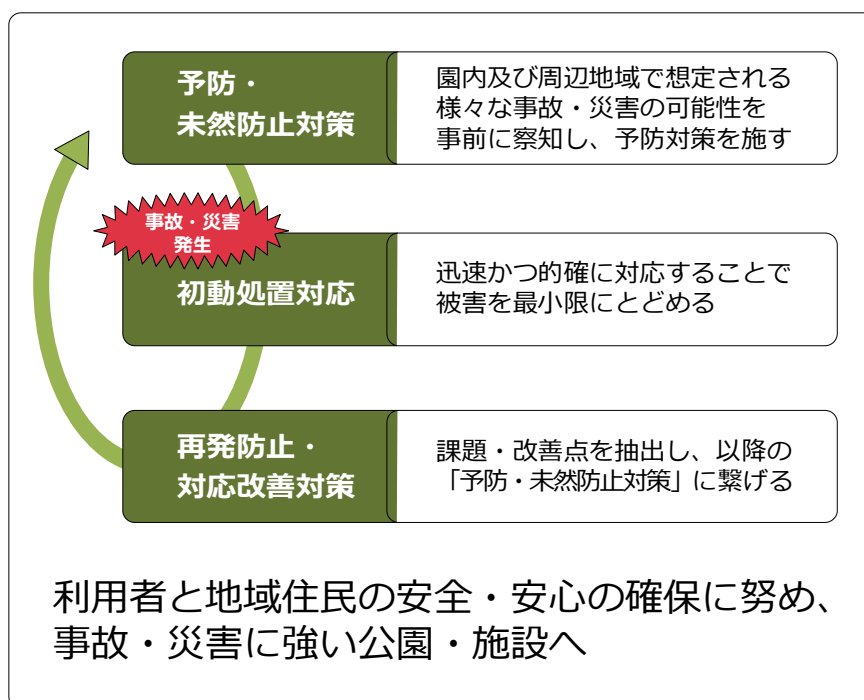 予防・
未然防止対策
園内及び周辺地域で想定される
様々な事故・災害の可能性を
事前に察知し、予防対策を施す
事故・災害
発生
初動処置対応
迅速かつ的確に対応することで
被害を最小限にとどめる
再発防止・
対応改善対策
課題・改善点を抽出し、以降の
「予防・未然防止対策」に繋げる
利用者と地域住民の安全・安心の確保に努め、
事故・災害に強い公園・施設へ